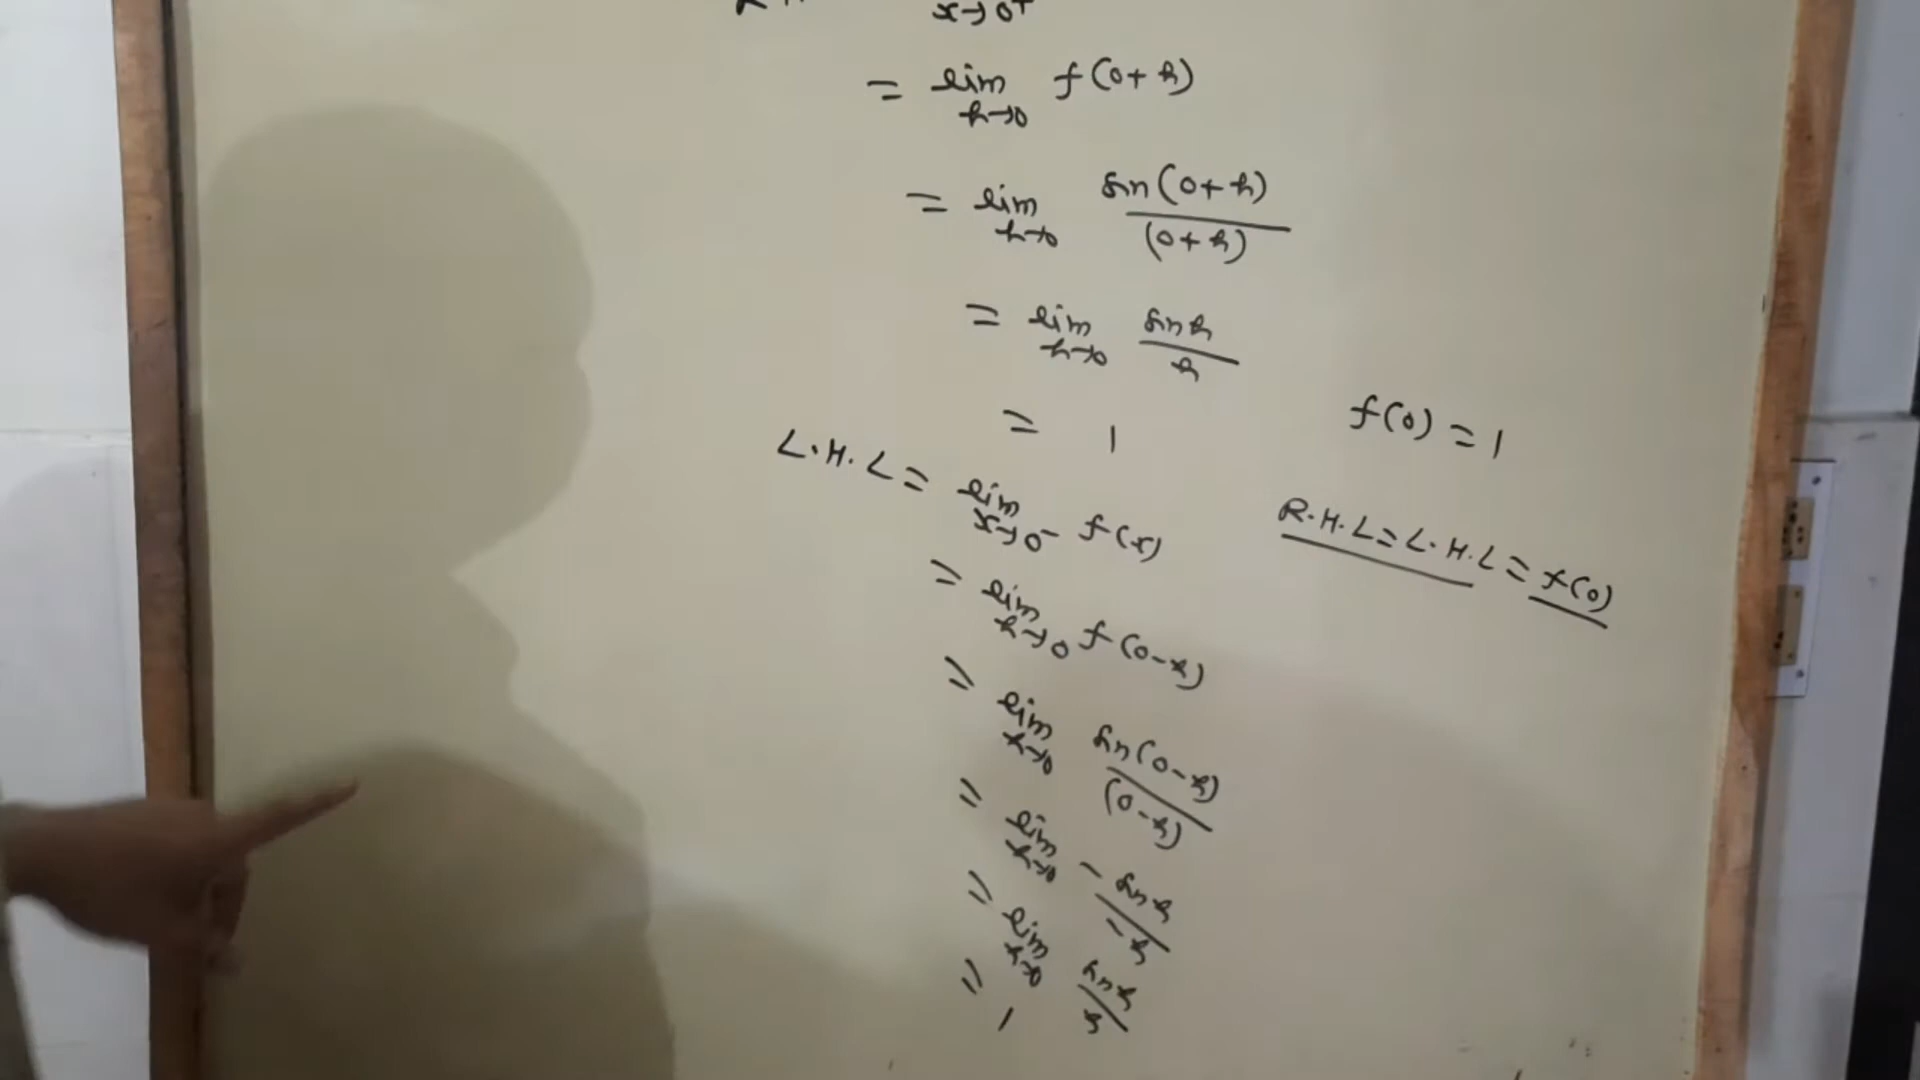 x→0⁺
= lim h→0 f(0+h)
= lim h→0 sin(0+h)/(0+h)
= lim h→0 sin h/h
= 1
L.H.L = lim x→0⁻ f(x)
= lim h→0 f(0-h)
= lim h→0 sin(0-h)/(0-h)
= lim h→0 -sin h/-h
= lim h→0 sin h/h
= 1
f(0) = 1
R.H.L = L.H.L = f(0)